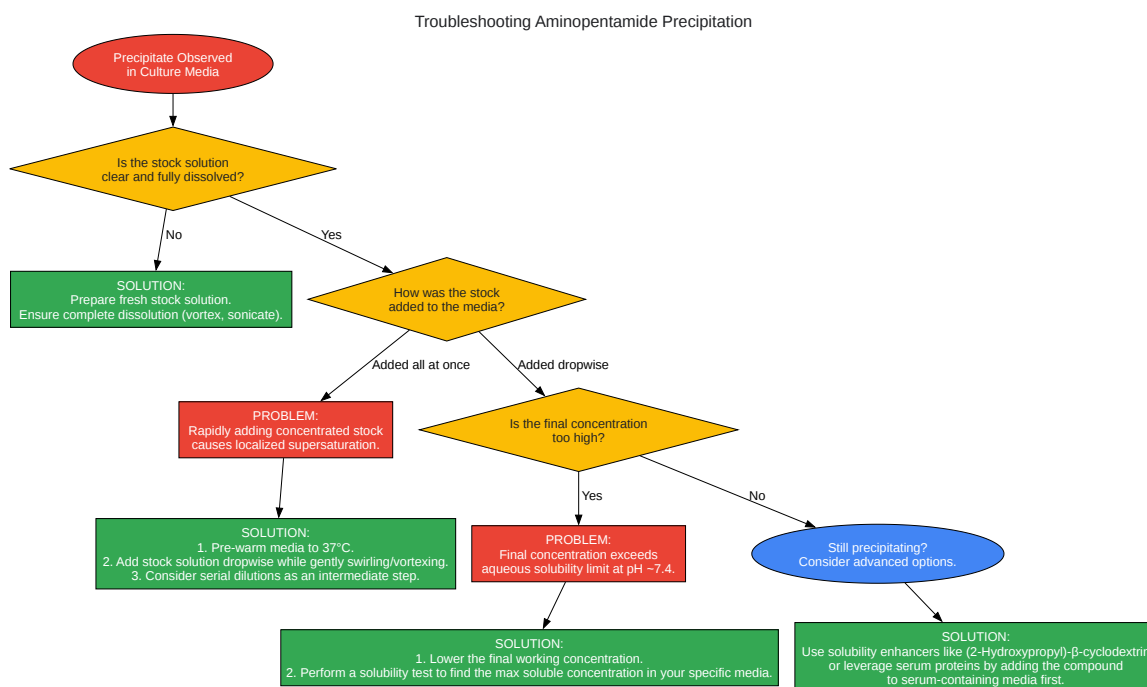 Troubleshooting Aminopentamide Precipitation
Precipitate Observed
in Culture Media
Is the stock solution
clear and fully dissolved?
No
Yes
SOLUTION:
Prepare fresh stock solution.
Ensure complete dissolution (vortex, sonicate).
How was the stock
added to the media?
Added all at once
Added dropwise
PROBLEM:
Rapidly adding concentrated stock
causes localized supersaturation.
Is the final concentration
too high?
Yes
No
SOLUTION:
1. Pre-warm media to 37°C.
2. Add stock solution dropwise while gently swirling/vortexing.
3. Consider serial dilutions as an intermediate step.
PROBLEM:
Final concentration exceeds
aqueous solubility limit at pH ~7.4.
Still precipitating?
Consider advanced options.
SOLUTION:
1. Lower the final working concentration.
2. Perform a solubility test to find the max soluble concentration in your specific media.
SOLUTION:
Use solubility enhancers like (2-Hydroxypropyl)-β-cyclodextrin
or leverage serum proteins by adding the compound
to serum-containing media first.